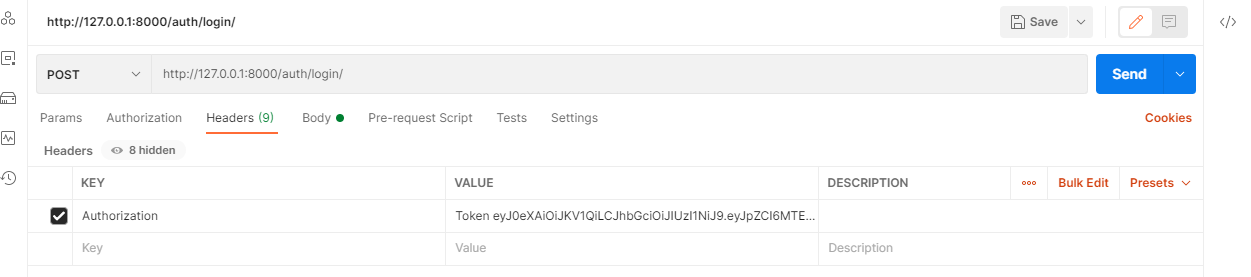 http://127.0.0.1:8000/auth/login/
Save
POST
http://127.0.0.1:8000/auth/login/
Send
Params
Authorization
Headers (9)
Body
Pre-request Script
Tests
Settings
Cookies
Headers
8 hidden
KEY
VALUE
DESCRIPTION
Bulk Edit
Presets
Authorization
Token eyJ0eXAiOiJKV1QiLCJhbGciOiJIUzI1NiJ9.eyJpZCI6MTE...
Key
Value
Description